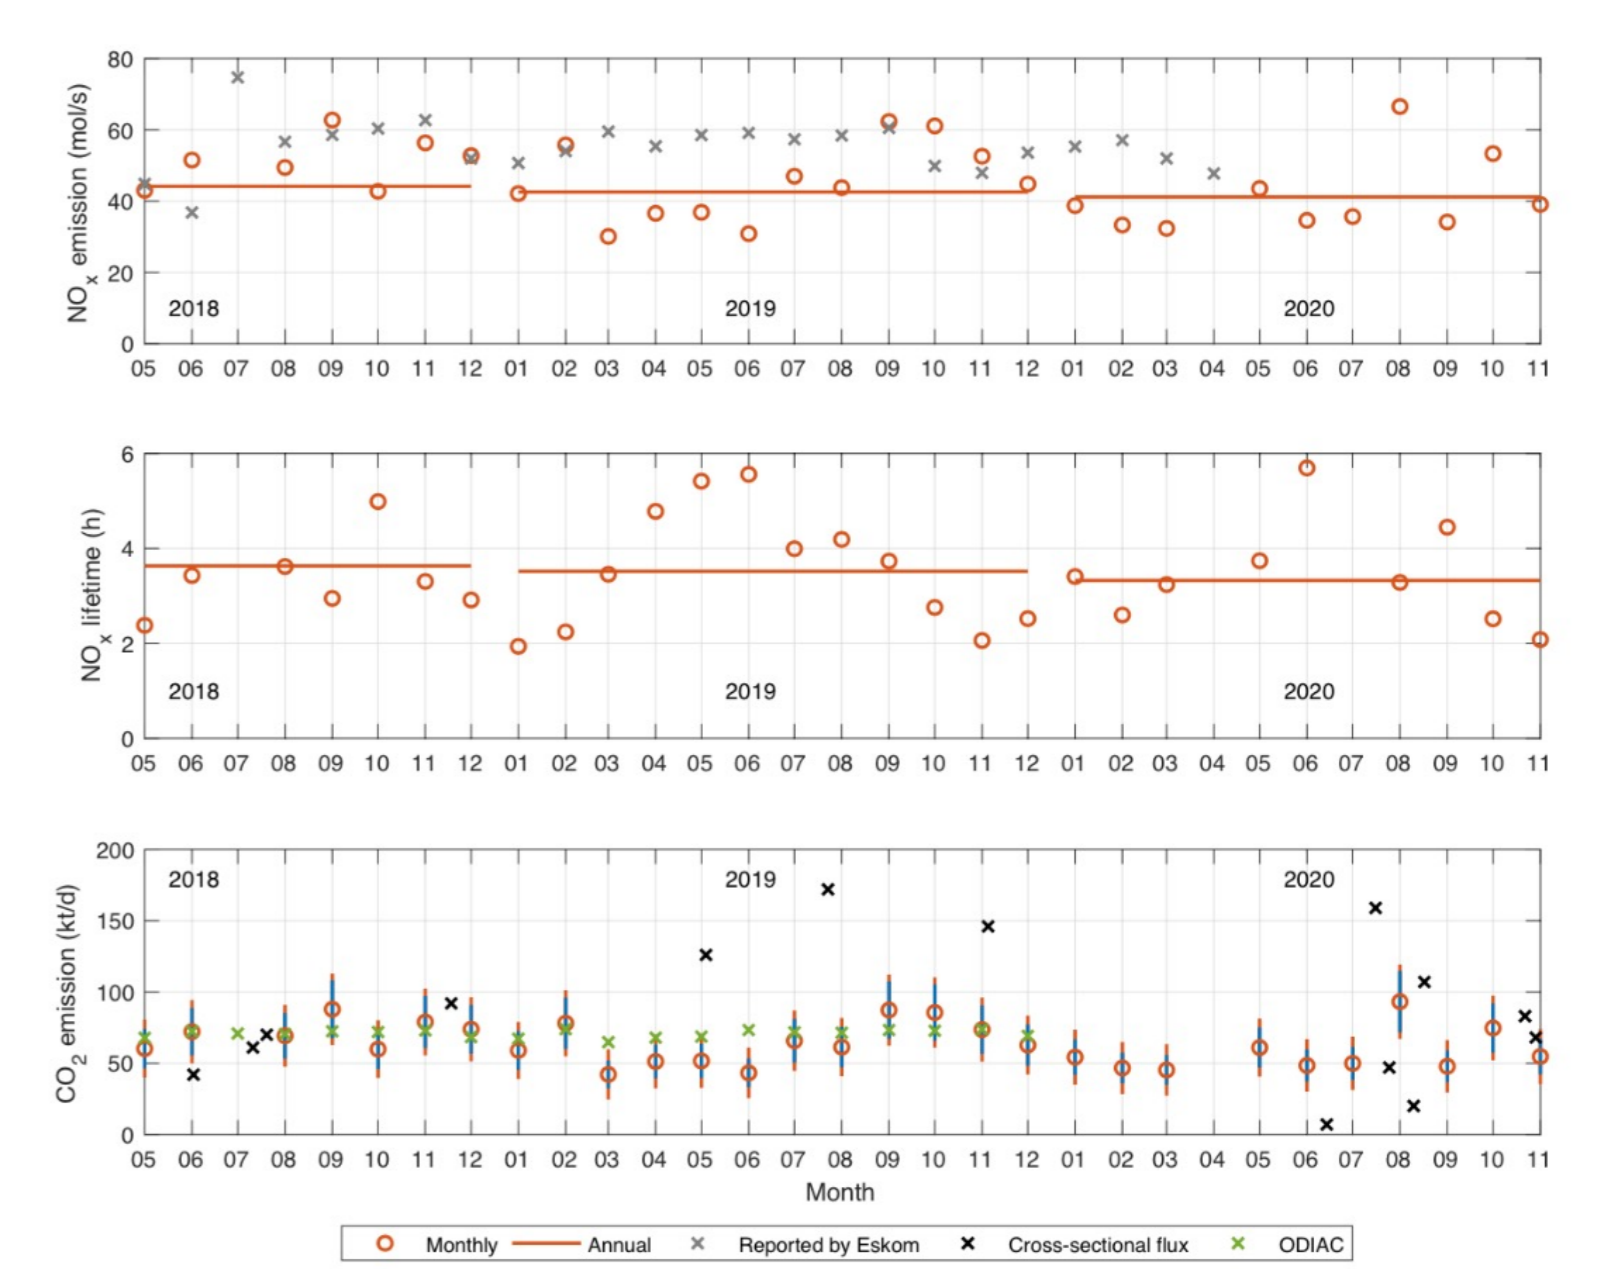 80
60
40
20
0
NOx emission (mol/s)
2018 2019 2020
05 06 07 08 09 10 11 12 01 02 03 04 05 06 07 08 09 10 11 12 01 02 03 04 05 06 07 08 09 10 11
6
4
2
0
NOx lifetime (h)
2018 2019 2020
05 06 07 08 09 10 11 12 01 02 03 04 05 06 07 08 09 10 11 12 01 02 03 04 05 06 07 08 09 10 11
200
150
100
50
0
CO2 emission (kt/d)
2018 2019 2020
05 06 07 08 09 10 11 12 01 02 03 04 05 06 07 08 09 10 11 12 01 02 03 04 05 06 07 08 09 10 11
Month
Monthly Annual Reported by Eskom Cross-sectional flux ODIAC